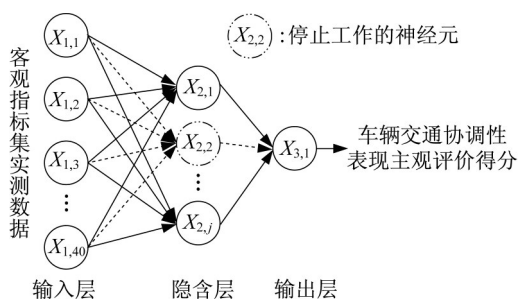 X2,2
:停止工作的神经元
客观指标集实测数据
X1,1
X1,2
X1,3
⋮
X1,40
X2,1
X2,2
⋮
X2,j
X3,1
车辆交通协调性
表现主观评价得分
输入层
隐含层
输出层